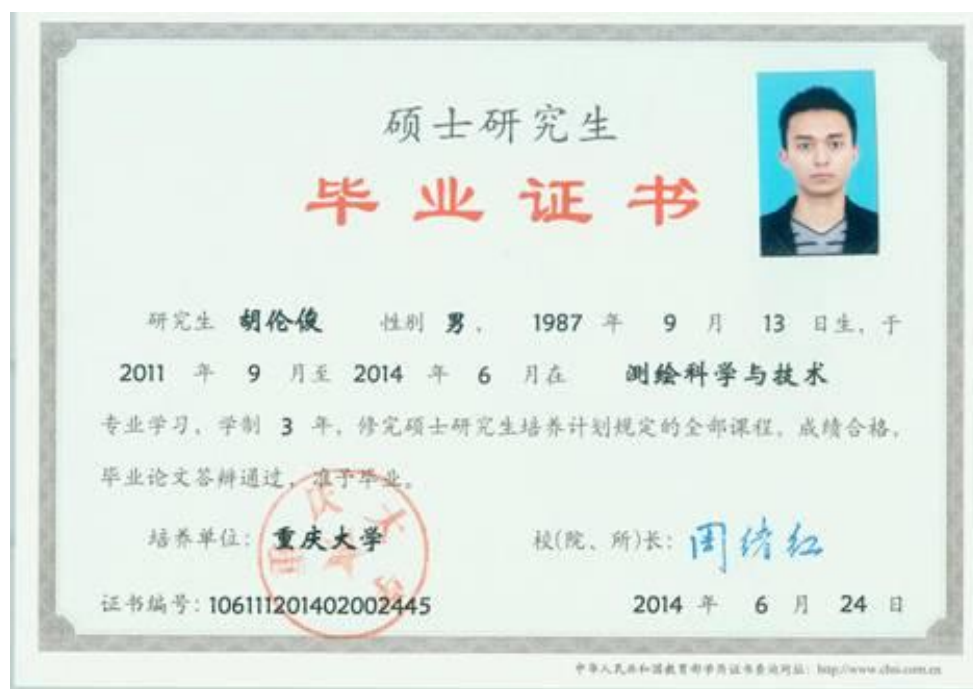 硕士研究生
毕业证书
研究生 胡伦俊 性别 男, 1987 年 9 月 13 日生,于
2011 年 9 月至 2014 年 6 月在 测绘科学与技术
专业学习,学制 3 年,修完硕士研究生培养计划规定的全部课程,成绩合格,
毕业论文答辩通过,准予毕业。
培养单位: 重庆大学 校(院、所)长: 周绪红
证书编号: 106111201402002445 2014 年 6 月 24 日
中华人民共和国教育部学历证书查询网址: http://www.chsi.com.cn
重庆大学